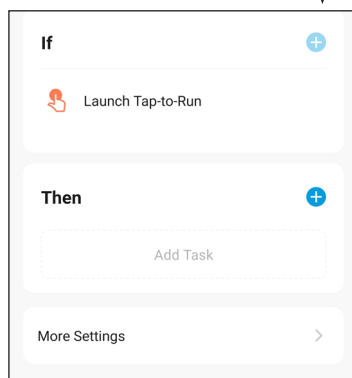 If
Launch Tap-to-Run
Then
Add Task
More Settings